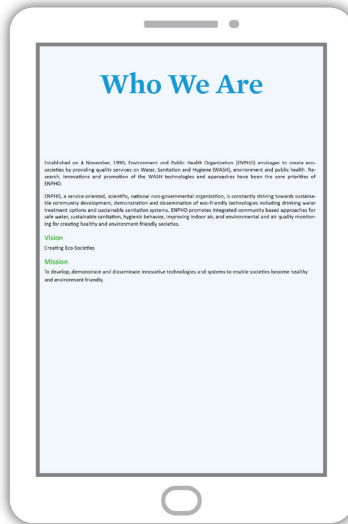 Who We Are
Established on 4 November, 1990, Environment and Public Health Organization (ENPHO) envisages to create eco-
societies by providing quality services on Water, Sanitation and Hygiene (WASH), environment and public health. Re-
search, innovations and promotion of the WASH technologies and approaches have been the core priorities of
ENPHO.
ENPHO, a service-oriented, scientific, national non-governmental organization, is constantly striving towards sustaina-
ble community development, demonstration and dissemination of eco-friendly technologies including drinking water
treatment options and sustainable sanitation systems. ENPHO promotes integrated community based approaches for
safe water, sustainable sanitation, hygienic behavior, improving indoor air, and environmental and air quality monitor-
ing for creating healthy and environment friendly societies.
Vision
Creating Eco-Societies
Mission
To develop, demonstrate and disseminate innovative technologies and systems to enable societies become healthy
and environment friendly.